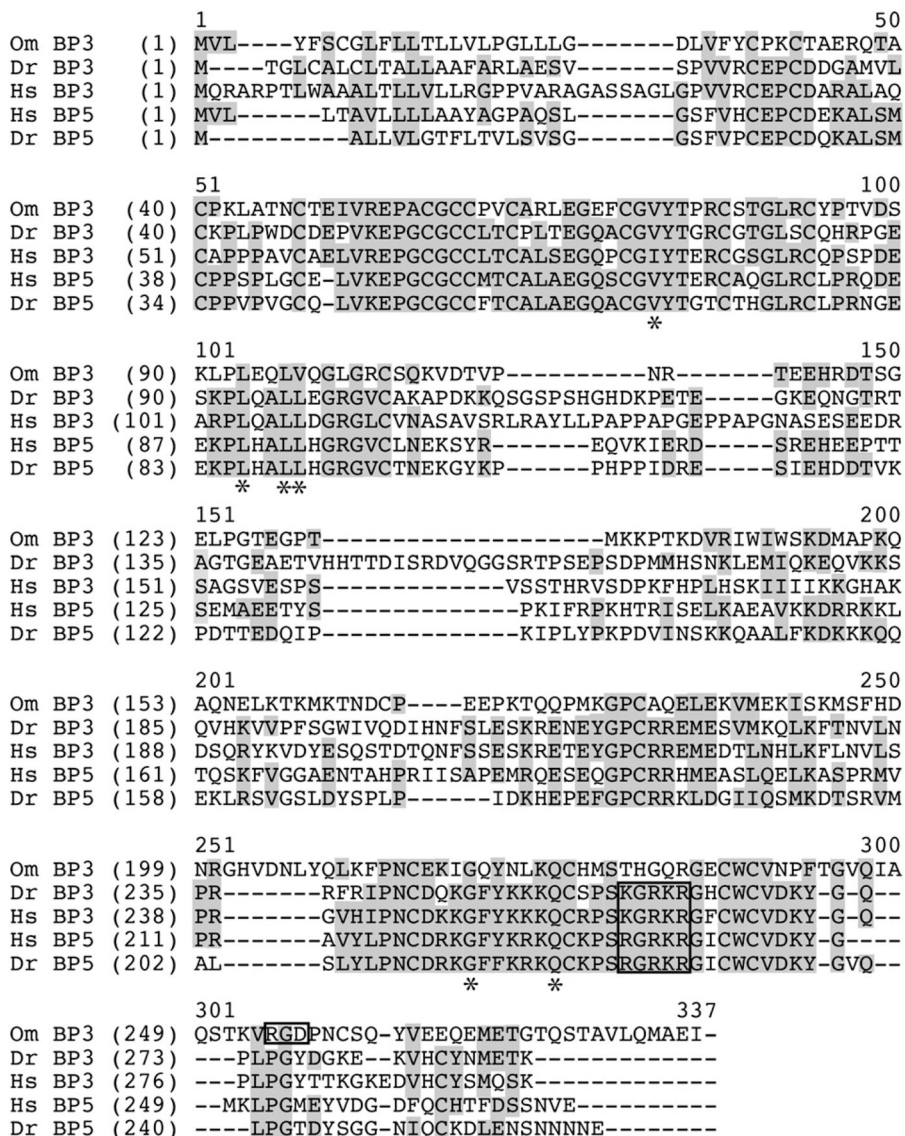 1 50
Om BP3 (1) MVL----YFSCGLFLLTLLVLPGLLLG------DLVFYCPKCTAERQTA
Dr BP3 (1) M----TGLCALCLTALLAAFARLAESV------SPVVRCEPCDDGAMVL
Hs BP3 (1) MQRARPTLWAAALTLLVLLRGPPVARAGASSAGLGPVVRCEPCDARALAQ
Hs BP5 (1) MVL------LTAVLLLLAAYAGPAQSL------GSFVHCEPCDEKALSM
Dr BP5 (1) M---------ALLVLGTFLTVLSVSG-------GSFVPCEPCDQKALSM
51 100
Om BP3 (40) CPKLATNCTEIVREPACGCCPVCARLEGEFCGVYTPRCSTGLRCYPTVDS
Dr BP3 (40) CKPLPWDCDEPVKEPGCGCCLTCPLTEGQACGVYTGRCGTGLSCQHRPGE
Hs BP3 (51) CAPPPAVCAELVREPGCGCCLTCALSEGQPCGIYTERCGSGLRCQPSPDE
Hs BP5 (38) CPPSPLGCE-LVKEPGCGCCMTCALAEGQSCGVYTERCAQGLRCLPRQDE
Dr BP5 (34) CPPVPVGCQ-LVKEPGCGCCFTCALAEGQACGVYTGTCTHGLRCLPRNGE
*
101 150
Om BP3 (90) KLPLEQLVQGLGRCSQKVDTVP----------NR-------TEEHRDTSG
Dr BP3 (90) SKPLQALLEGRGVCAKAPDKKQSGSPSHGHDKPETE-----GKEQNGTRT
Hs BP3 (101) ARPLQALLDGRGLCVNASAVSRLRAYLLPAPPAPGEPPAPGNASESEEDR
Hs BP5 (87) EKPLHALLHGRGVCLNEKSYR-------EQVKIERD-----SREHEEPTT
Dr BP5 (83) EKPLHALLHGRGVCTNEKGYKP------PHPPIDRE-----SIEHDDTVK
* **
151 200
Om BP3 (123) ELPGTEGPT------------------MKKPTKDVRIWIWSKDMAPKQ
Dr BP3 (135) AGTGEAETVHHTTDISRDVQGGSRTPSEPSDPMMHSNKLEMIQKEQVKKS
Hs BP3 (151) SAGSVESPS-------------VSSTHRVSDPKFHPLHSKIIIIKKGHAK
Hs BP5 (125) SEMAEETYS-------------PKIFRPKHTRISELKAEAVKKDRRKKL
Dr BP5 (122) PDTTEDQIP-------------KIPLYPKPDVINSKKQAALFKDKKKQQ
201 250
Om BP3 (153) AQNELKTKMKTNDCP----EEPKTQQPMKGPCAQELEKVMEKISKMSFHD
Dr BP3 (185) QVHKVVPFSGWIVQDIHNFSLESKRENEYGPCRREMESVMKQLKFTNVLN
Hs BP3 (188) DSQRYKVDYESQSTDTQNFSSESKRETEYGPCRREMEDTLNHLKFLNVLS
Hs BP5 (161) TQSKFVGGAENTAHPRIISAPEMRQESEQGPCRRHMEASLQELKASPRMV
Dr BP5 (158) EKLRSVGSLDYSPLP------IDKHEPEFGPCRRKLDGIIQSMKDTSRVM
251 300
Om BP3 (199) NRGHVDNLYQLKFPNCEKIGQYNLKQCHMSTHGQRGECWCVNPFTGVQIA
Dr BP3 (235) PR------RFRIPNCDQKGFYKKKQCSPSKGRKRGHCWCVDKY-G-Q--
Hs BP3 (238) PR------GVHIPNCDKKGFYKKKQCRPSKGRKRGFCWCVDKY-G-Q--
Hs BP5 (211) PR------AVYLPNCDRKGFYKRKQCKPSRGRKRGICWCVDKY-G----
Dr BP5 (202) AL------SLYLPNCDRKGFFKRKQCKPSRGRKRGICWCVDKY-GVQ--
* *
301 337
Om BP3 (249) QSTKVRGDPNCSQ-YVEEQEMETGTQSTAVLQMAEI-
Dr BP3 (273) ---PLPGYDGKE--KVHCYNMETK-------------
Hs BP3 (276) ---PLPGYTTKGKEDVHCYSMQSK-------------
Hs BP5 (249) --MKLPGMEYVDG-DFQCHTFDSSNVE----------
Dr BP5 (240) ----LPGTDYSGG--NIQCKDLENSNNNNE-------